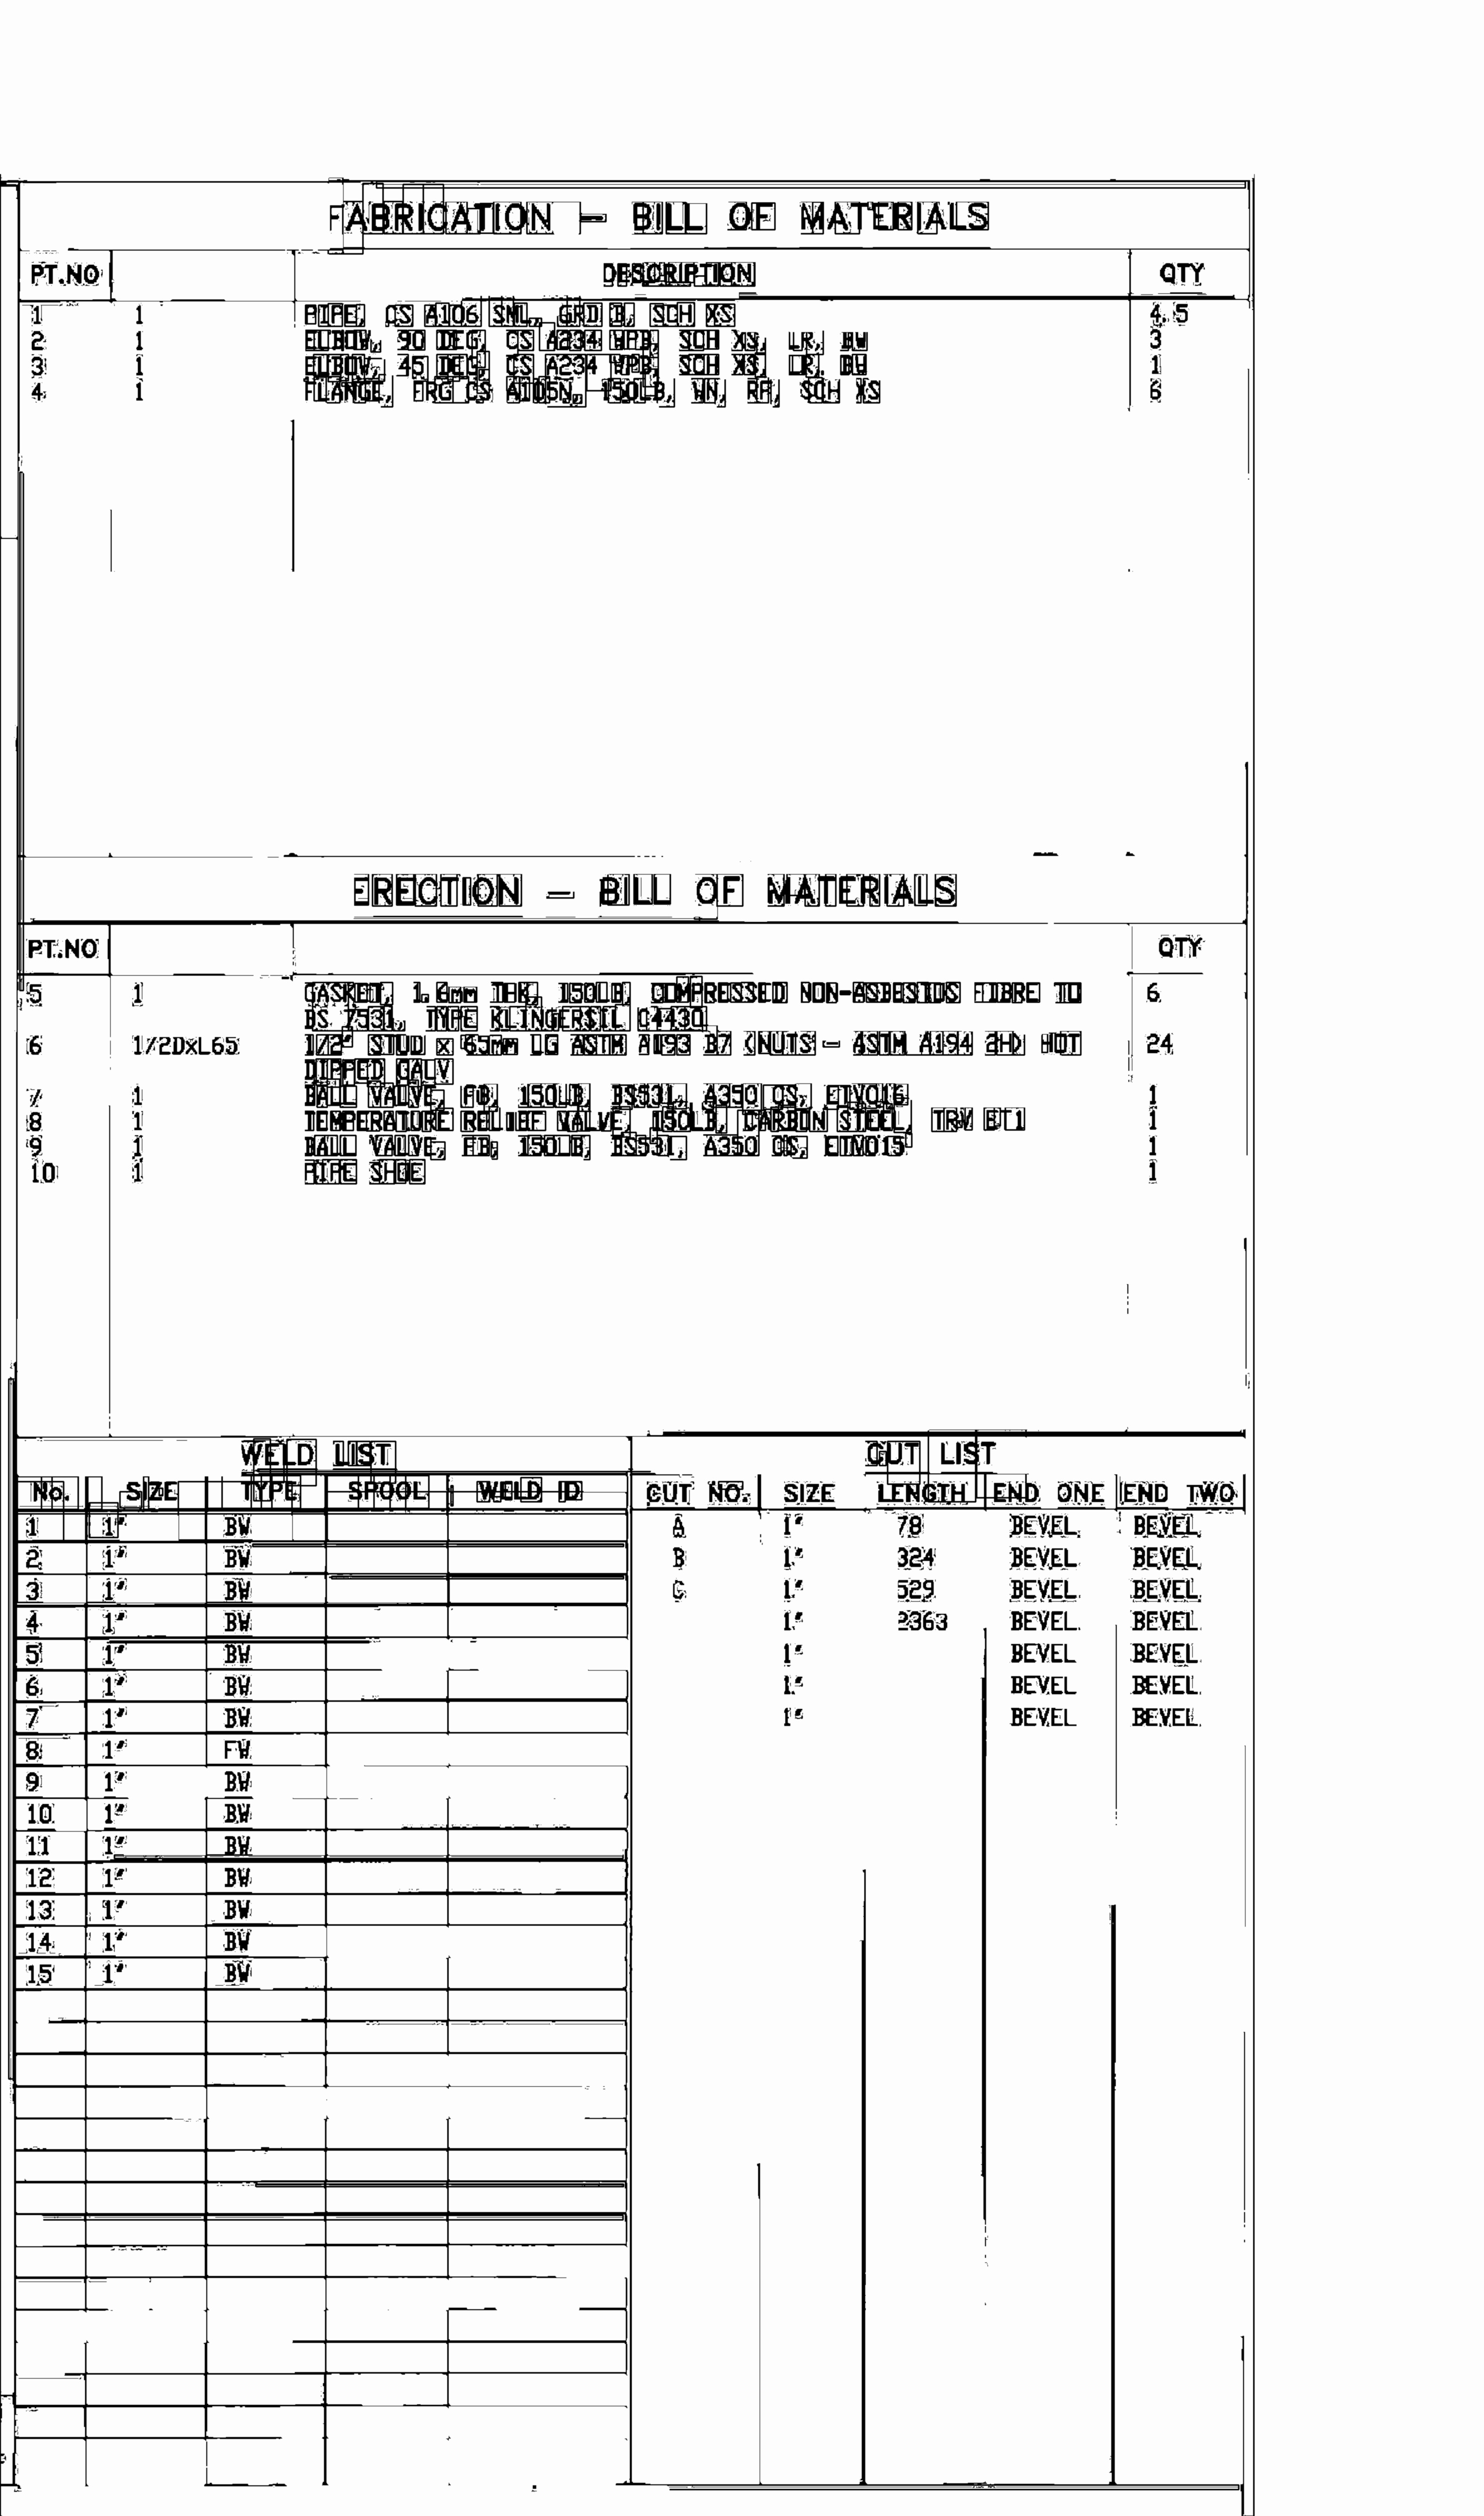 FABRICATION — BILL OF MATERIALS
PT.NO DESCRIPTION QTY
1 1 PIPE, CS A106 SML, GRD B, SCH XS 4.5
2 1 ELBOW, 90 DEG, CS A234 WPB, SCH XS, LR, BW 3
3 1 ELBOW, 45 DEG, CS A234 WPB, SCH XS, LR, BW 1
4 1 FLANGE, FRG CS A105N, 150LB, WN, RF, SCH XS 6
ERECTION — BILL OF MATERIALS
PT.NO QTY
5 1 GASKET, 1.6mm THK, 150LB, COMPRESSED NON-ASBESTOS FIBRE TO 6
BS 7531, TYPE KLINGERSIL C4430
6 1/2DxL65 1/2" STUD x 65mm LG ASTM A193 B7 (NUTS - ASTM A194 2H) HOT 24
DIPPED GALV
7 1 BALL VALVE, FB, 150LB, BS5351, A350 CS, 1
8 1 TEMPERATURE RELIEF VALVE, 150LB, CARBON STEEL, TRV 1
9 1 BALL VALVE, FB, 150LB, BS5351, A350 CS, 1
10 1 PIPE SHOE 1
WELD LIST CUT LIST
No. SIZE TYPE SPOOL WELD ID CUT NO. SIZE LENGTH END ONE END TWO
1 1" BW A 1" 78 BEVEL BEVEL
2 1" BW B 1" 324 BEVEL BEVEL
3 1" BW C 1" 529 BEVEL BEVEL
4 1" BW 1" 2363 BEVEL BEVEL
5 1" BW 1" BEVEL BEVEL
6 1" BW 1" BEVEL BEVEL
7 1" BW 1" BEVEL BEVEL
8 1" FW
9 1" BW
10 1" BW
11 1" BW
12 1" BW
13 1" BW
14 1" BW
15 1" BW